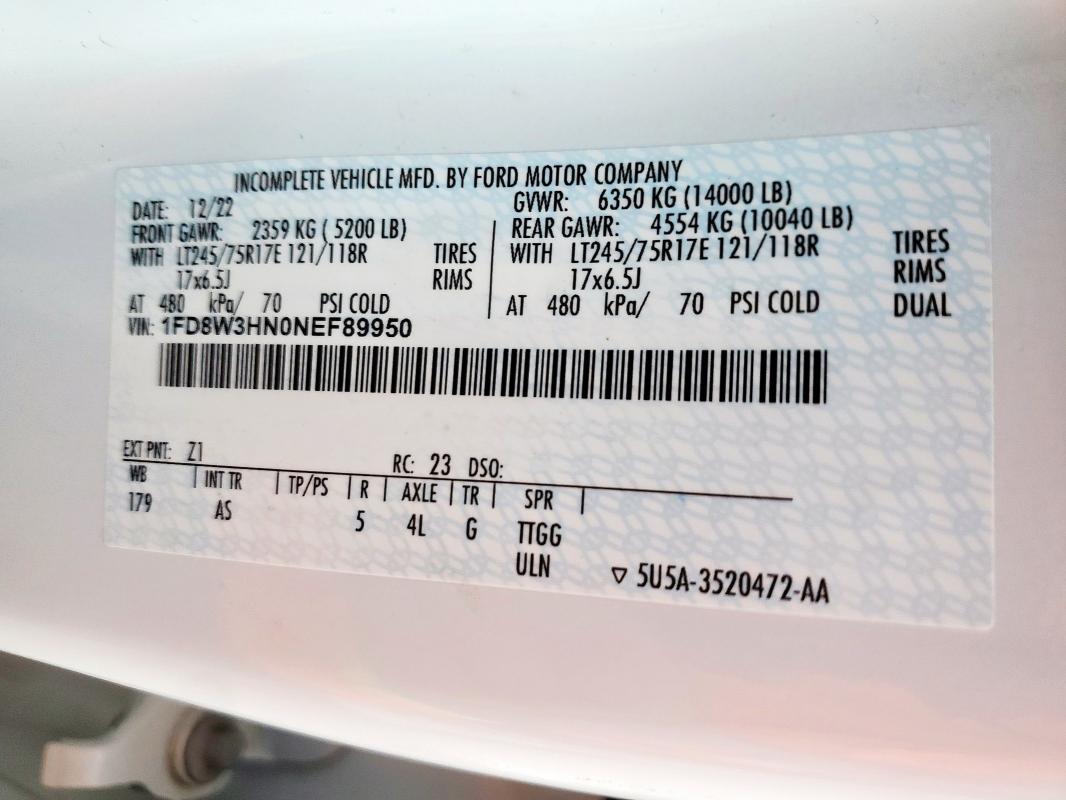 INCOMPLETE VEHICLE MFD. BY FORD MOTOR COMPANY
DATE: 12/22 GVWR: 6350 KG (14000 LB)
FRONT GAWR: 2359 KG ( 5200 LB) REAR GAWR: 4554 KG (10040 LB)
WITH LT245/75R17E 121/118R TIRES WITH LT245/75R17E 121/118R TIRES
17x6.5J RIMS 17x6.5J RIMS
AT 480 kPa/ 70 PSI COLD AT 480 kPa/ 70 PSI COLD DUAL
VIN: 1FD8W3HN0NEF89950
EXT PNT: Z1 RC: 23 DSO:
WB | INT TR | TP/PS | R | AXLE | TR | SPR |
179 AS 5 4L G TTGG
ULN ▽ 5U5A-3520472-AA